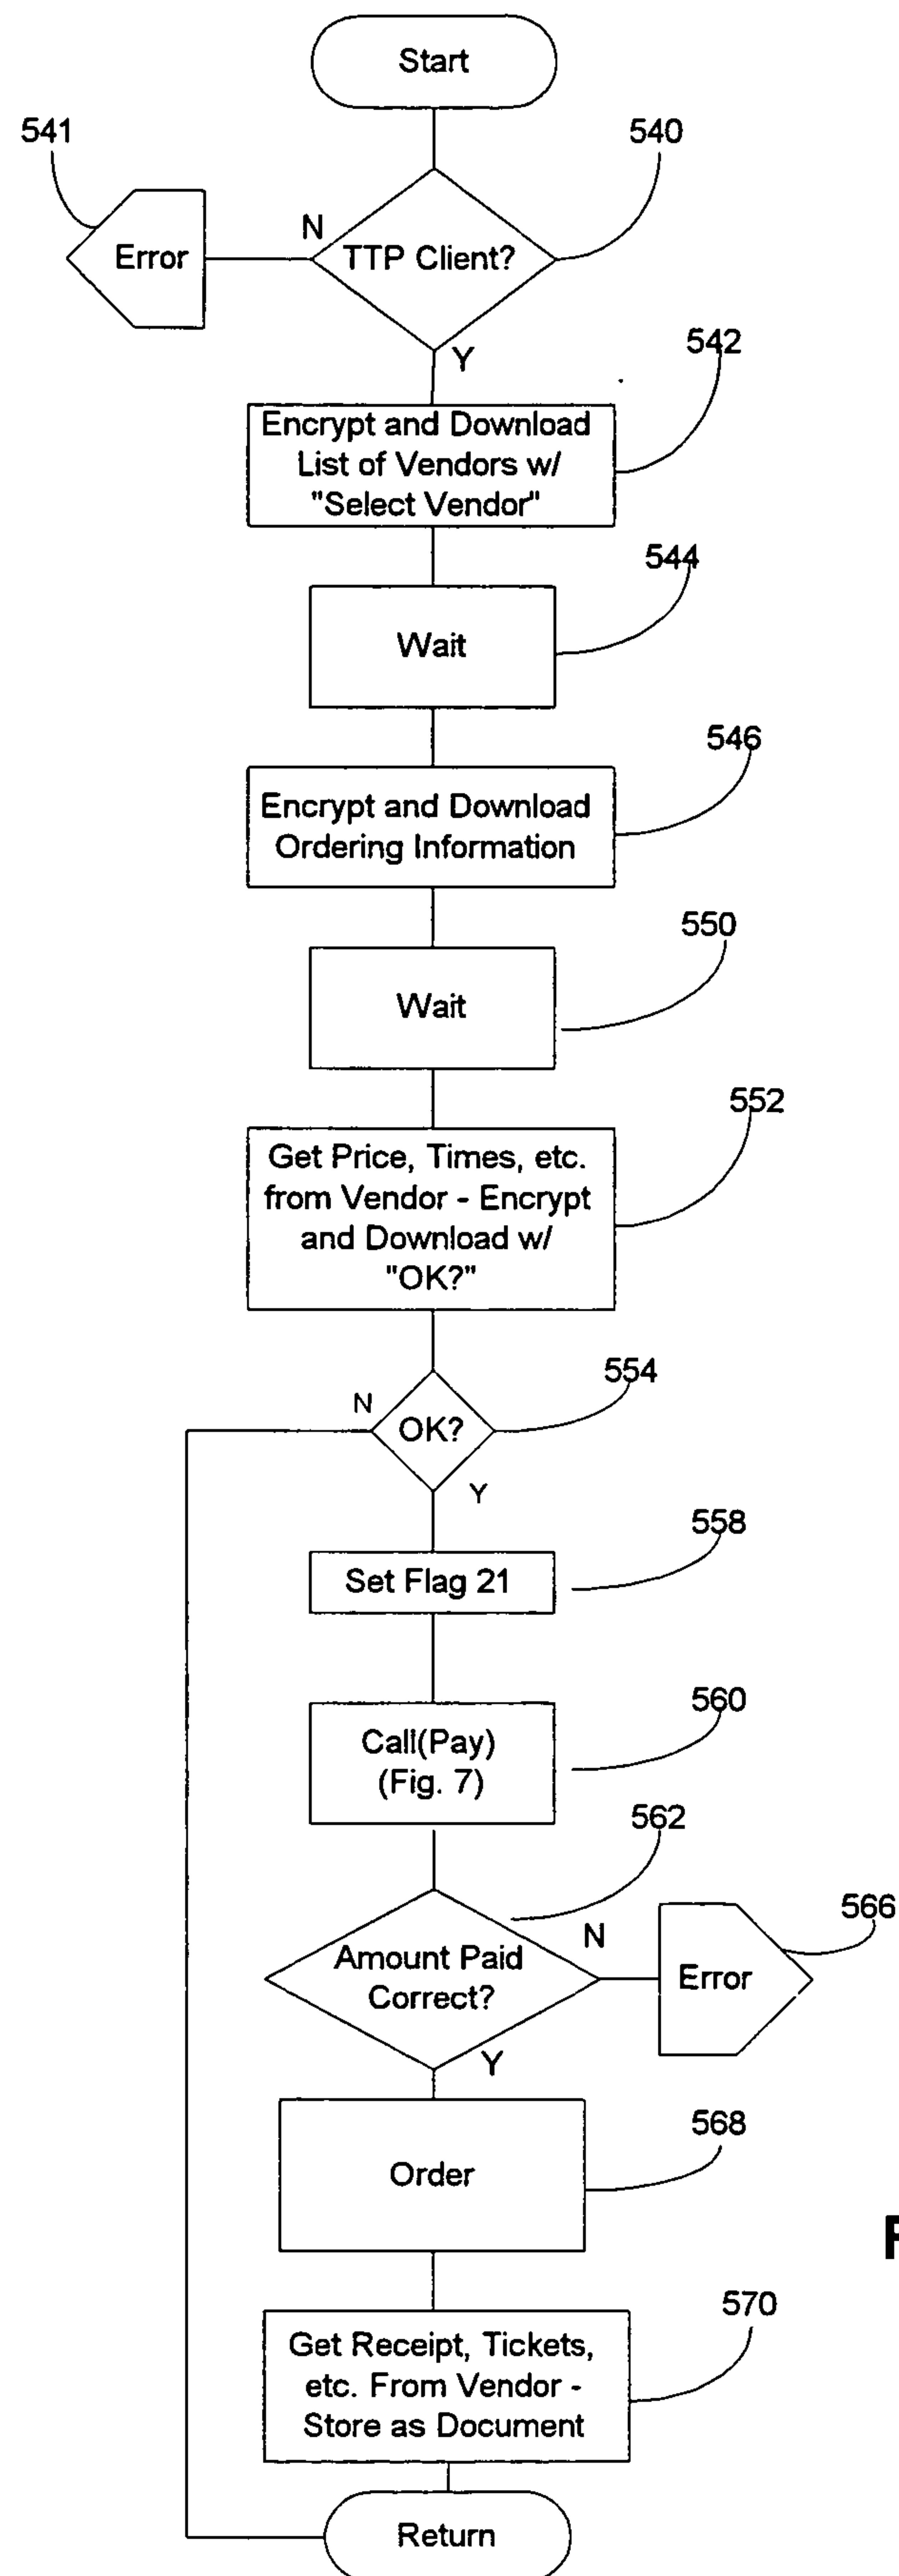 Start
541
540
N
Error
TTP Client?
Y
542
Encrypt and Download
List of Vendors w/
"Select Vendor"
544
Wait
546
Encrypt and Download
Ordering Information
550
Wait
552
Get Price, Times, etc.
from Vendor - Encrypt
and Download w/
"OK?"
554
N
OK?
Y
558
Set Flag 21
560
Call(Pay)
(Fig. 7)
562
566
N
Amount Paid
Correct?
Error
Y
568
Order
570
Get Receipt, Tickets,
etc. From Vendor -
Store as Document
Return